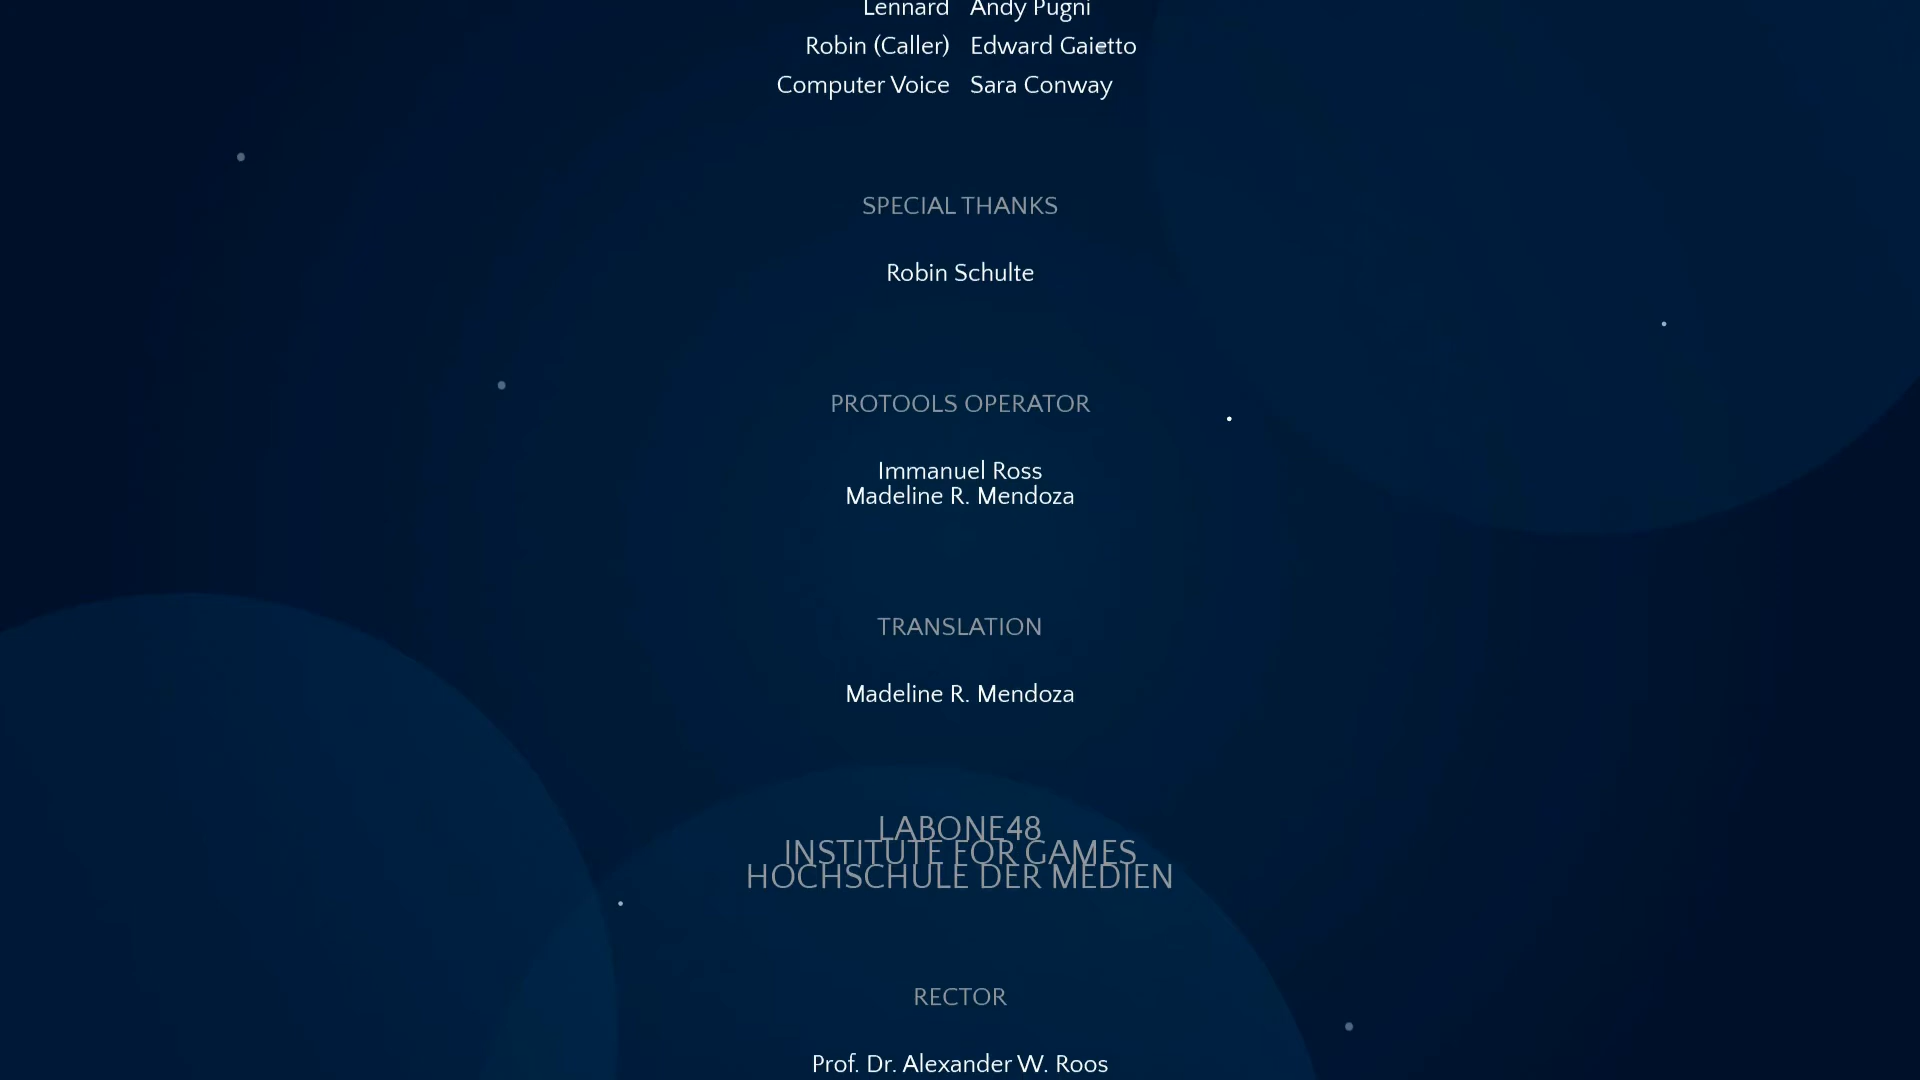 Lennard Andy Pugni
Robin (Caller) Edward Gaietto
Computer Voice Sara Conway
SPECIAL THANKS
Robin Schulte
PROTOOLS OPERATOR
Immanuel Ross
Madeline R. Mendoza
TRANSLATION
Madeline R. Mendoza
LABONE48
INSTITUTE FOR GAMES
HOCHSCHULE DER MEDIEN
RECTOR
Prof. Dr. Alexander W. Roos